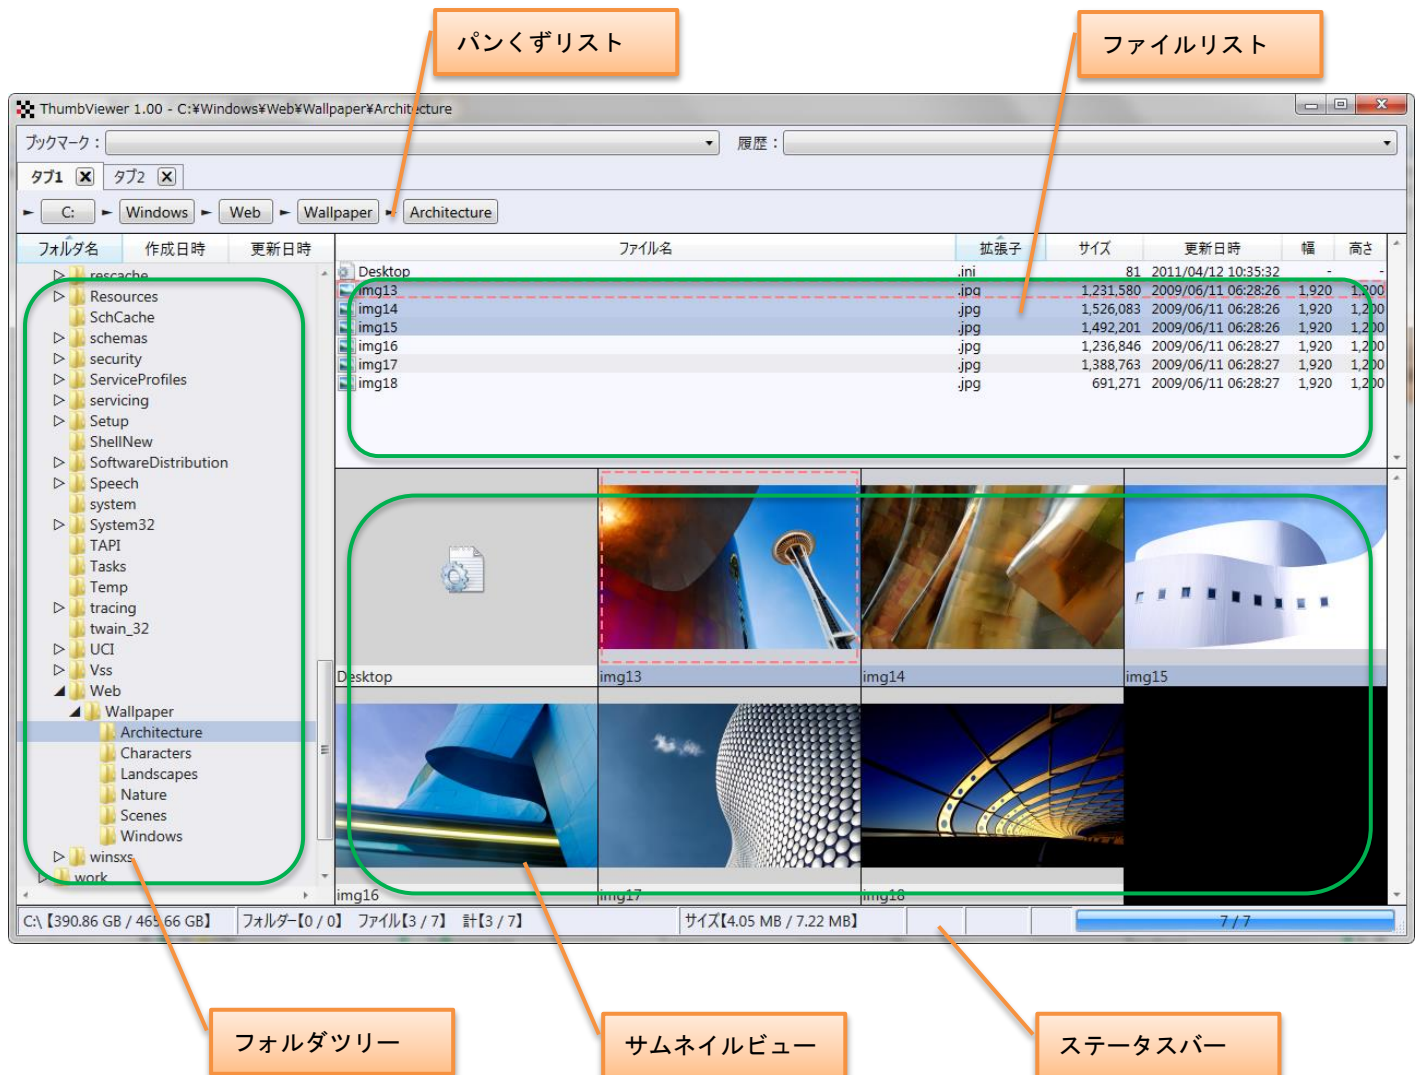 パンくずリスト
ファイルリスト
ThumbViewer 1.00 - C:¥Windows¥Web¥Wallpaper¥Architecture
ブックマーク： 履歴：
タブ1 タブ2
► C: ► Windows ► Web ► Wallpaper ► Architecture
フォルダ名 作成日時 更新日時
rescache
Resources
SchCache
schemas
security
ServiceProfiles
servicing
Setup
ShellNew
SoftwareDistribution
Speech
system
System32
TAPI
Tasks
Temp
tracing
twain_32
UCI
Vss
Web
Wallpaper
Architecture
Characters
Landscapes
Nature
Scenes
Windows
winsxs
work
ファイル名 拡張子 サイズ 更新日時 幅 高さ
Desktop .ini 81 2011/04/12 10:35:32 - -
img13 .jpg 1,231,580 2009/06/11 06:28:26 1,920 1,200
img14 .jpg 1,526,083 2009/06/11 06:28:26 1,920 1,200
img15 .jpg 1,492,201 2009/06/11 06:28:26 1,920 1,200
img16 .jpg 1,236,846 2009/06/11 06:28:27 1,920 1,200
img17 .jpg 1,388,763 2009/06/11 06:28:27 1,920 1,200
img18 .jpg 691,271 2009/06/11 06:28:27 1,920 1,200
Desktop img13 img14 img15
img16 img17 img18
C:\【390.86 GB / 465.66 GB】 フォルダー【0 / 0】 ファイル【3 / 7】 計【3 / 7】 サイズ【4.05 MB / 7.22 MB】 7 / 7
フォルダツリー
サムネイルビュー
ステータスバー